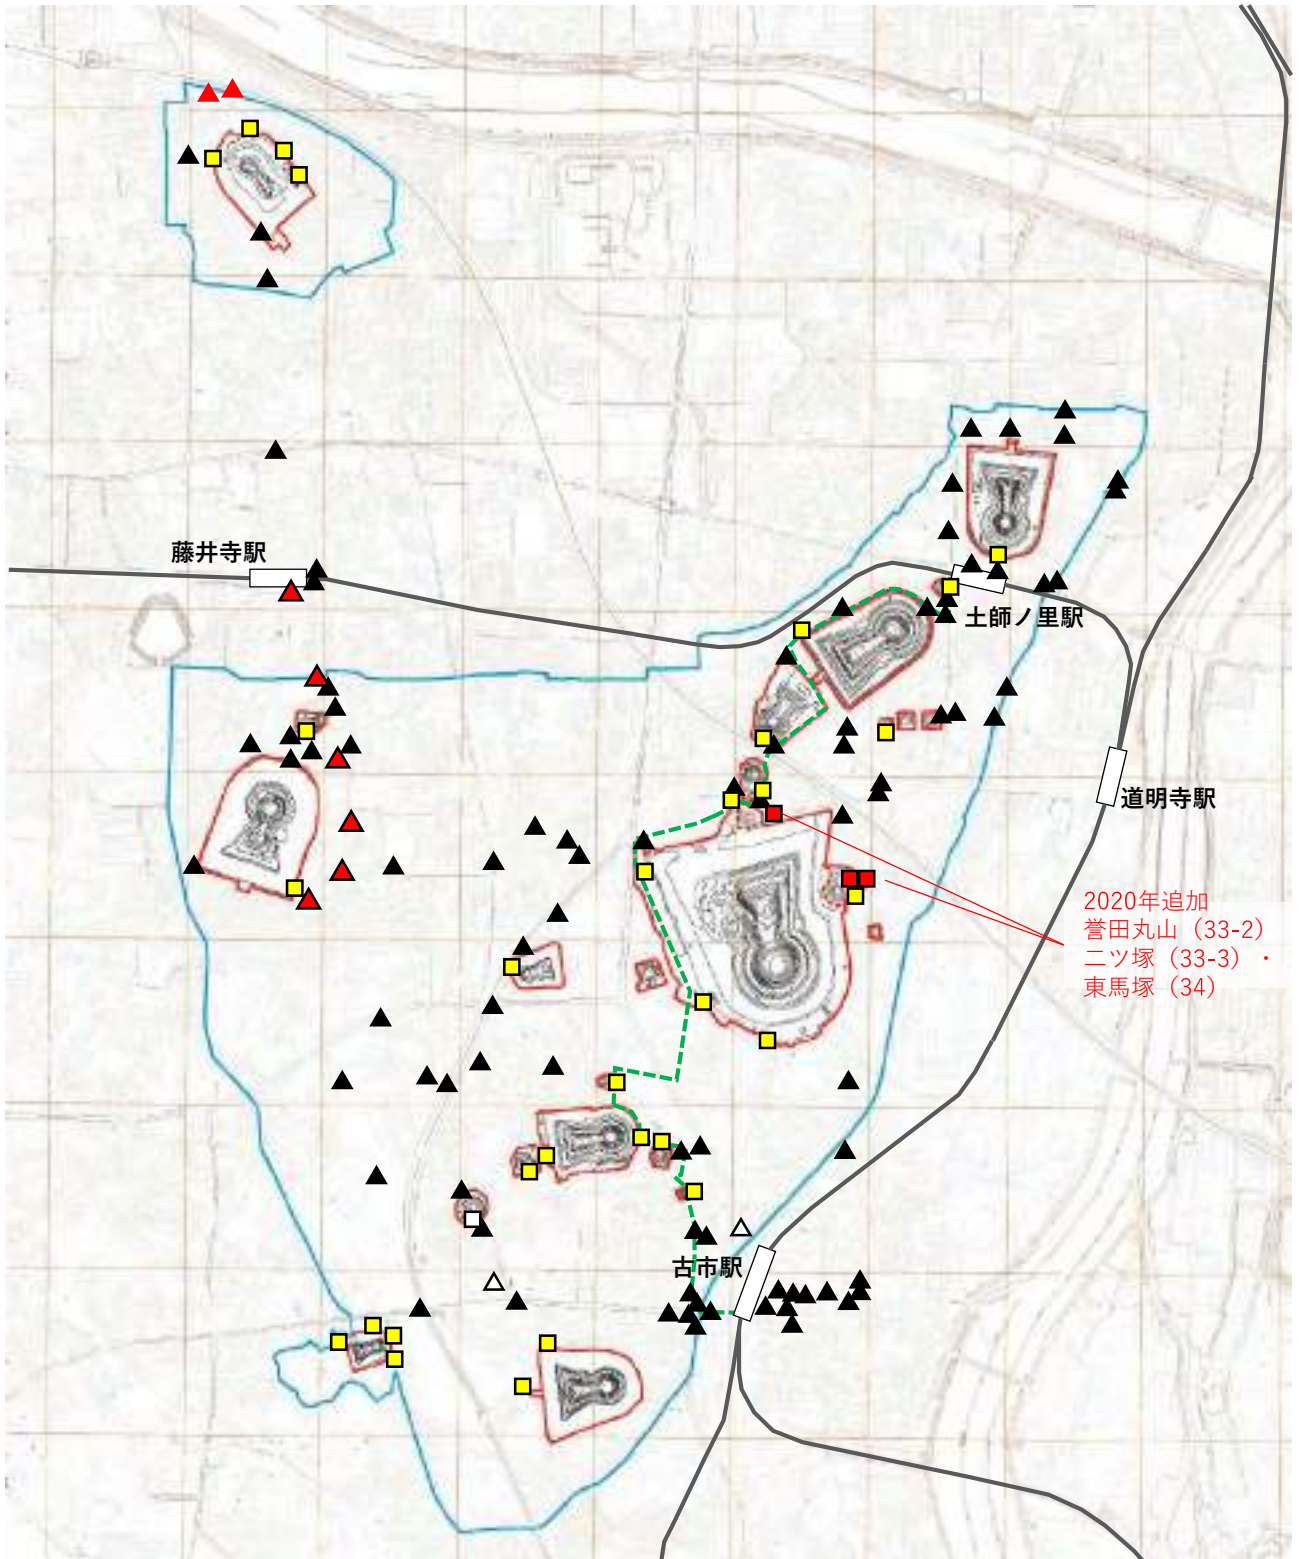 藤井寺駅
土師ノ里駅
道明寺駅
2020年追加
誉田丸山（33-2）
二ツ塚（33-3）・
東馬塚（34）
古市駅